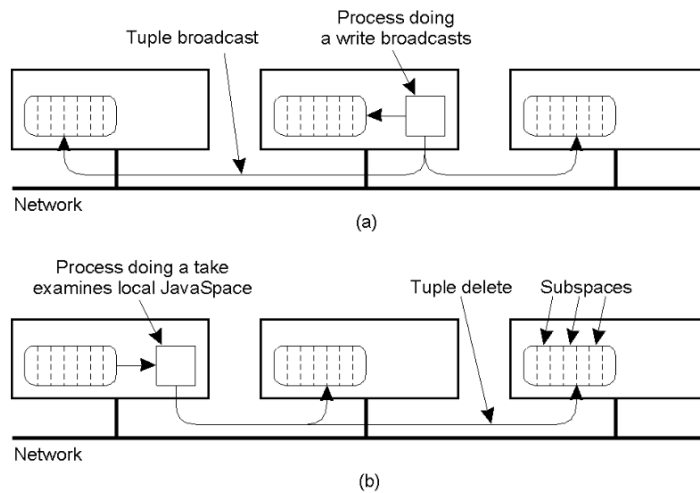 Process doing
a write broadcasts
Tuple broadcast
Network
(a)
Process doing a take
examines local JavaSpace
Tuple delete
Subspaces
Network
(b)